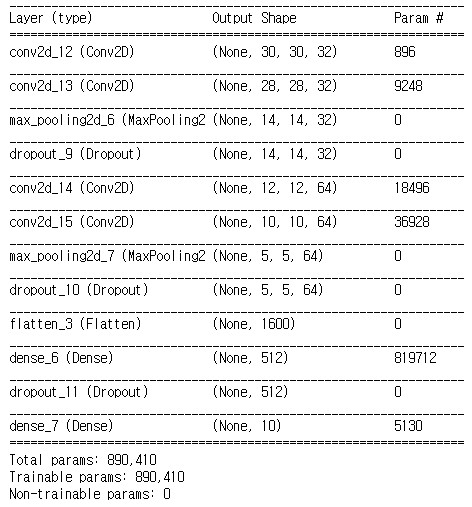 Layer (type) Output Shape Param #
conv2d_12 (Conv2D) (None, 30, 30, 32) 896
conv2d_13 (Conv2D) (None, 28, 28, 32) 9248
max_pooling2d_6 (MaxPooling2 (None, 14, 14, 32) 0
dropout_9 (Dropout) (None, 14, 14, 32) 0
conv2d_14 (Conv2D) (None, 12, 12, 64) 18496
conv2d_15 (Conv2D) (None, 10, 10, 64) 36928
max_pooling2d_7 (MaxPooling2 (None, 5, 5, 64) 0
dropout_10 (Dropout) (None, 5, 5, 64) 0
flatten_3 (Flatten) (None, 1600) 0
dense_6 (Dense) (None, 512) 819712
dropout_11 (Dropout) (None, 512) 0
dense_7 (Dense) (None, 10) 5130
Total params: 890,410
Trainable params: 890,410
Non-trainable params: 0